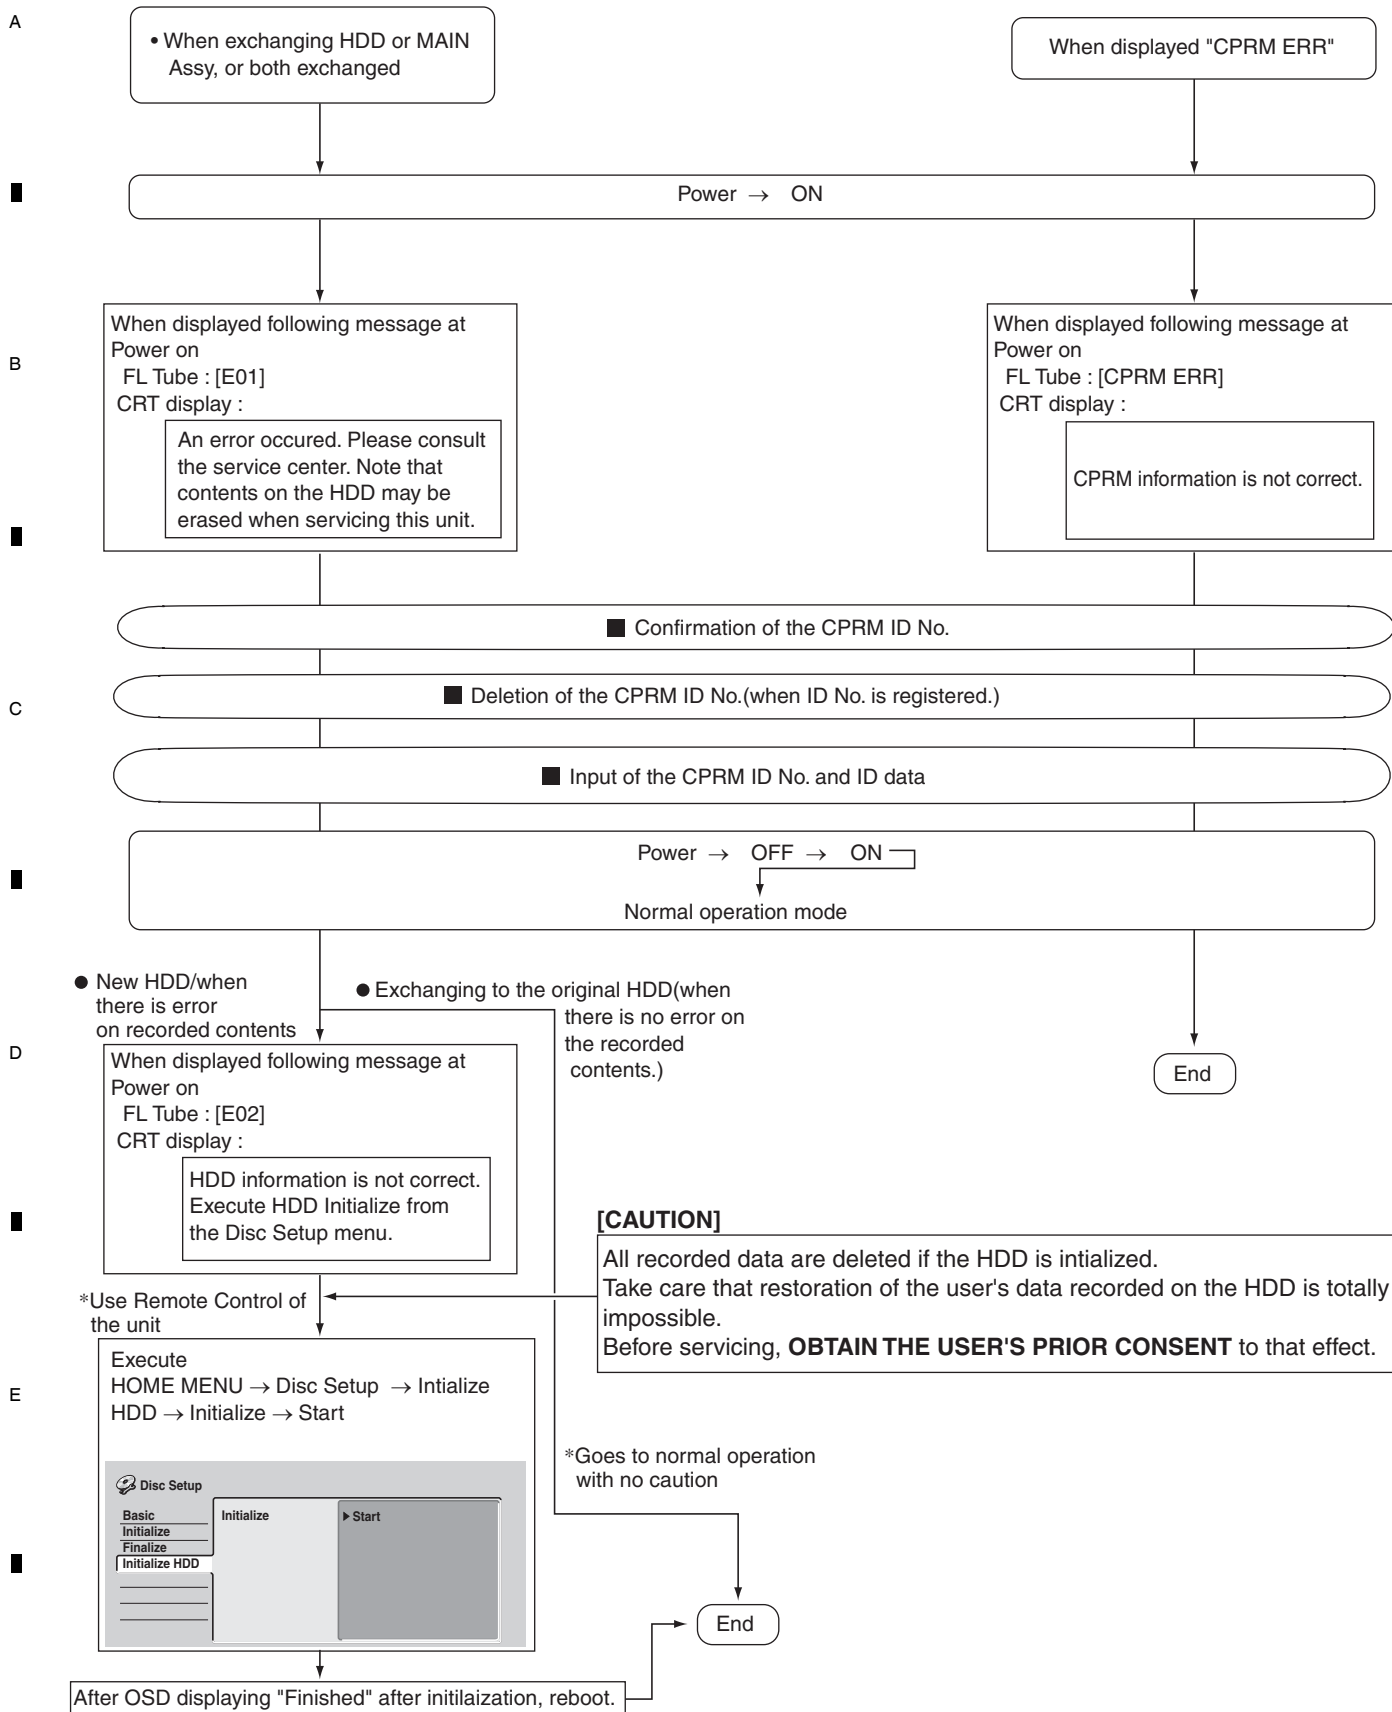 A
• When exchanging HDD or MAIN
Assy, or both exchanged
When displayed "CPRM ERR"
Power → ON
B
When displayed following message at
Power on
FL Tube : [E01]
CRT display :
An error occured. Please consult
the service center. Note that
contents on the HDD may be
erased when servicing this unit.
When displayed following message at
Power on
FL Tube : [CPRM ERR]
CRT display :
CPRM information is not correct.
■ Confirmation of the CPRM ID No.
C
■ Deletion of the CPRM ID No.(when ID No. is registered.)
■ Input of the CPRM ID No. and ID data
Power → OFF → ON
Normal operation mode
● New HDD/when
there is error
on recorded contents
● Exchanging to the original HDD(when
there is no error on
the recorded
contents.)
D
When displayed following message at
Power on
FL Tube : [E02]
CRT display :
HDD information is not correct.
Execute HDD Initialize from
the Disc Setup menu.
End
[CAUTION]
All recorded data are deleted if the HDD is intialized.
Take care that restoration of the user's data recorded on the HDD is totally
impossible.
Before servicing, OBTAIN THE USER'S PRIOR CONSENT to that effect.
*Use Remote Control of
the unit
E
Execute
HOME MENU → Disc Setup → Intialize
HDD → Initialize → Start
*Goes to normal operation
with no caution
Disc Setup
Basic
Initialize
Finalize
Initialize HDD
Initialize
▶ Start
End
After OSD displaying "Finished" after initilaization, reboot.